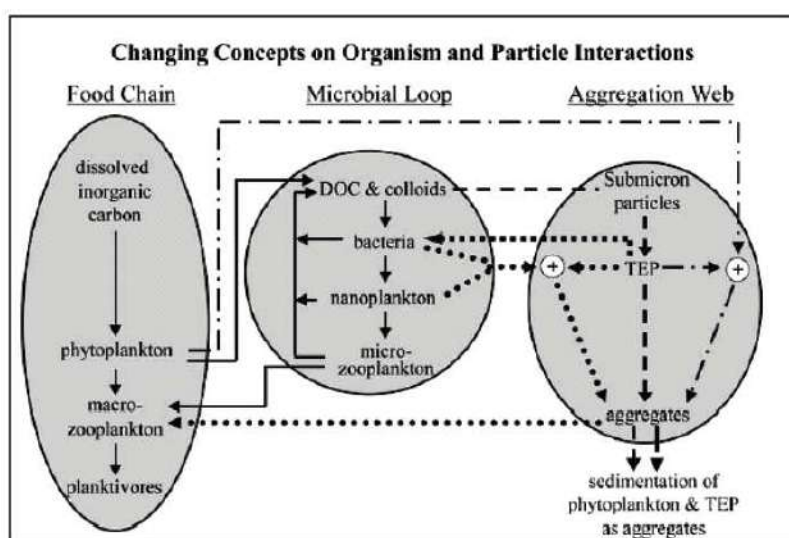 Changing Concepts on Organism and Particle Interactions
Food Chain
Microbial Loop
Aggregation Web
dissolved
inorganic
carbon
phytoplankton
macro-
zooplankton
planktivores
DOC & colloids
bacteria
nanoplankton
micro-
zooplankton
Submicron
particles
+
TEP
+
aggregates
sedimentation of
phytoplankton & TEP
as aggregates